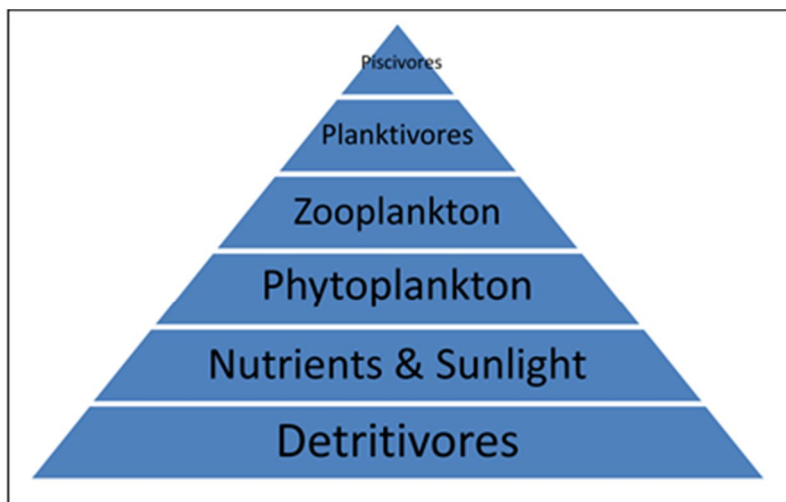 Piscivores
Planktivores
Zooplankton
Phytoplankton
Nutrients & Sunlight
Detritivores